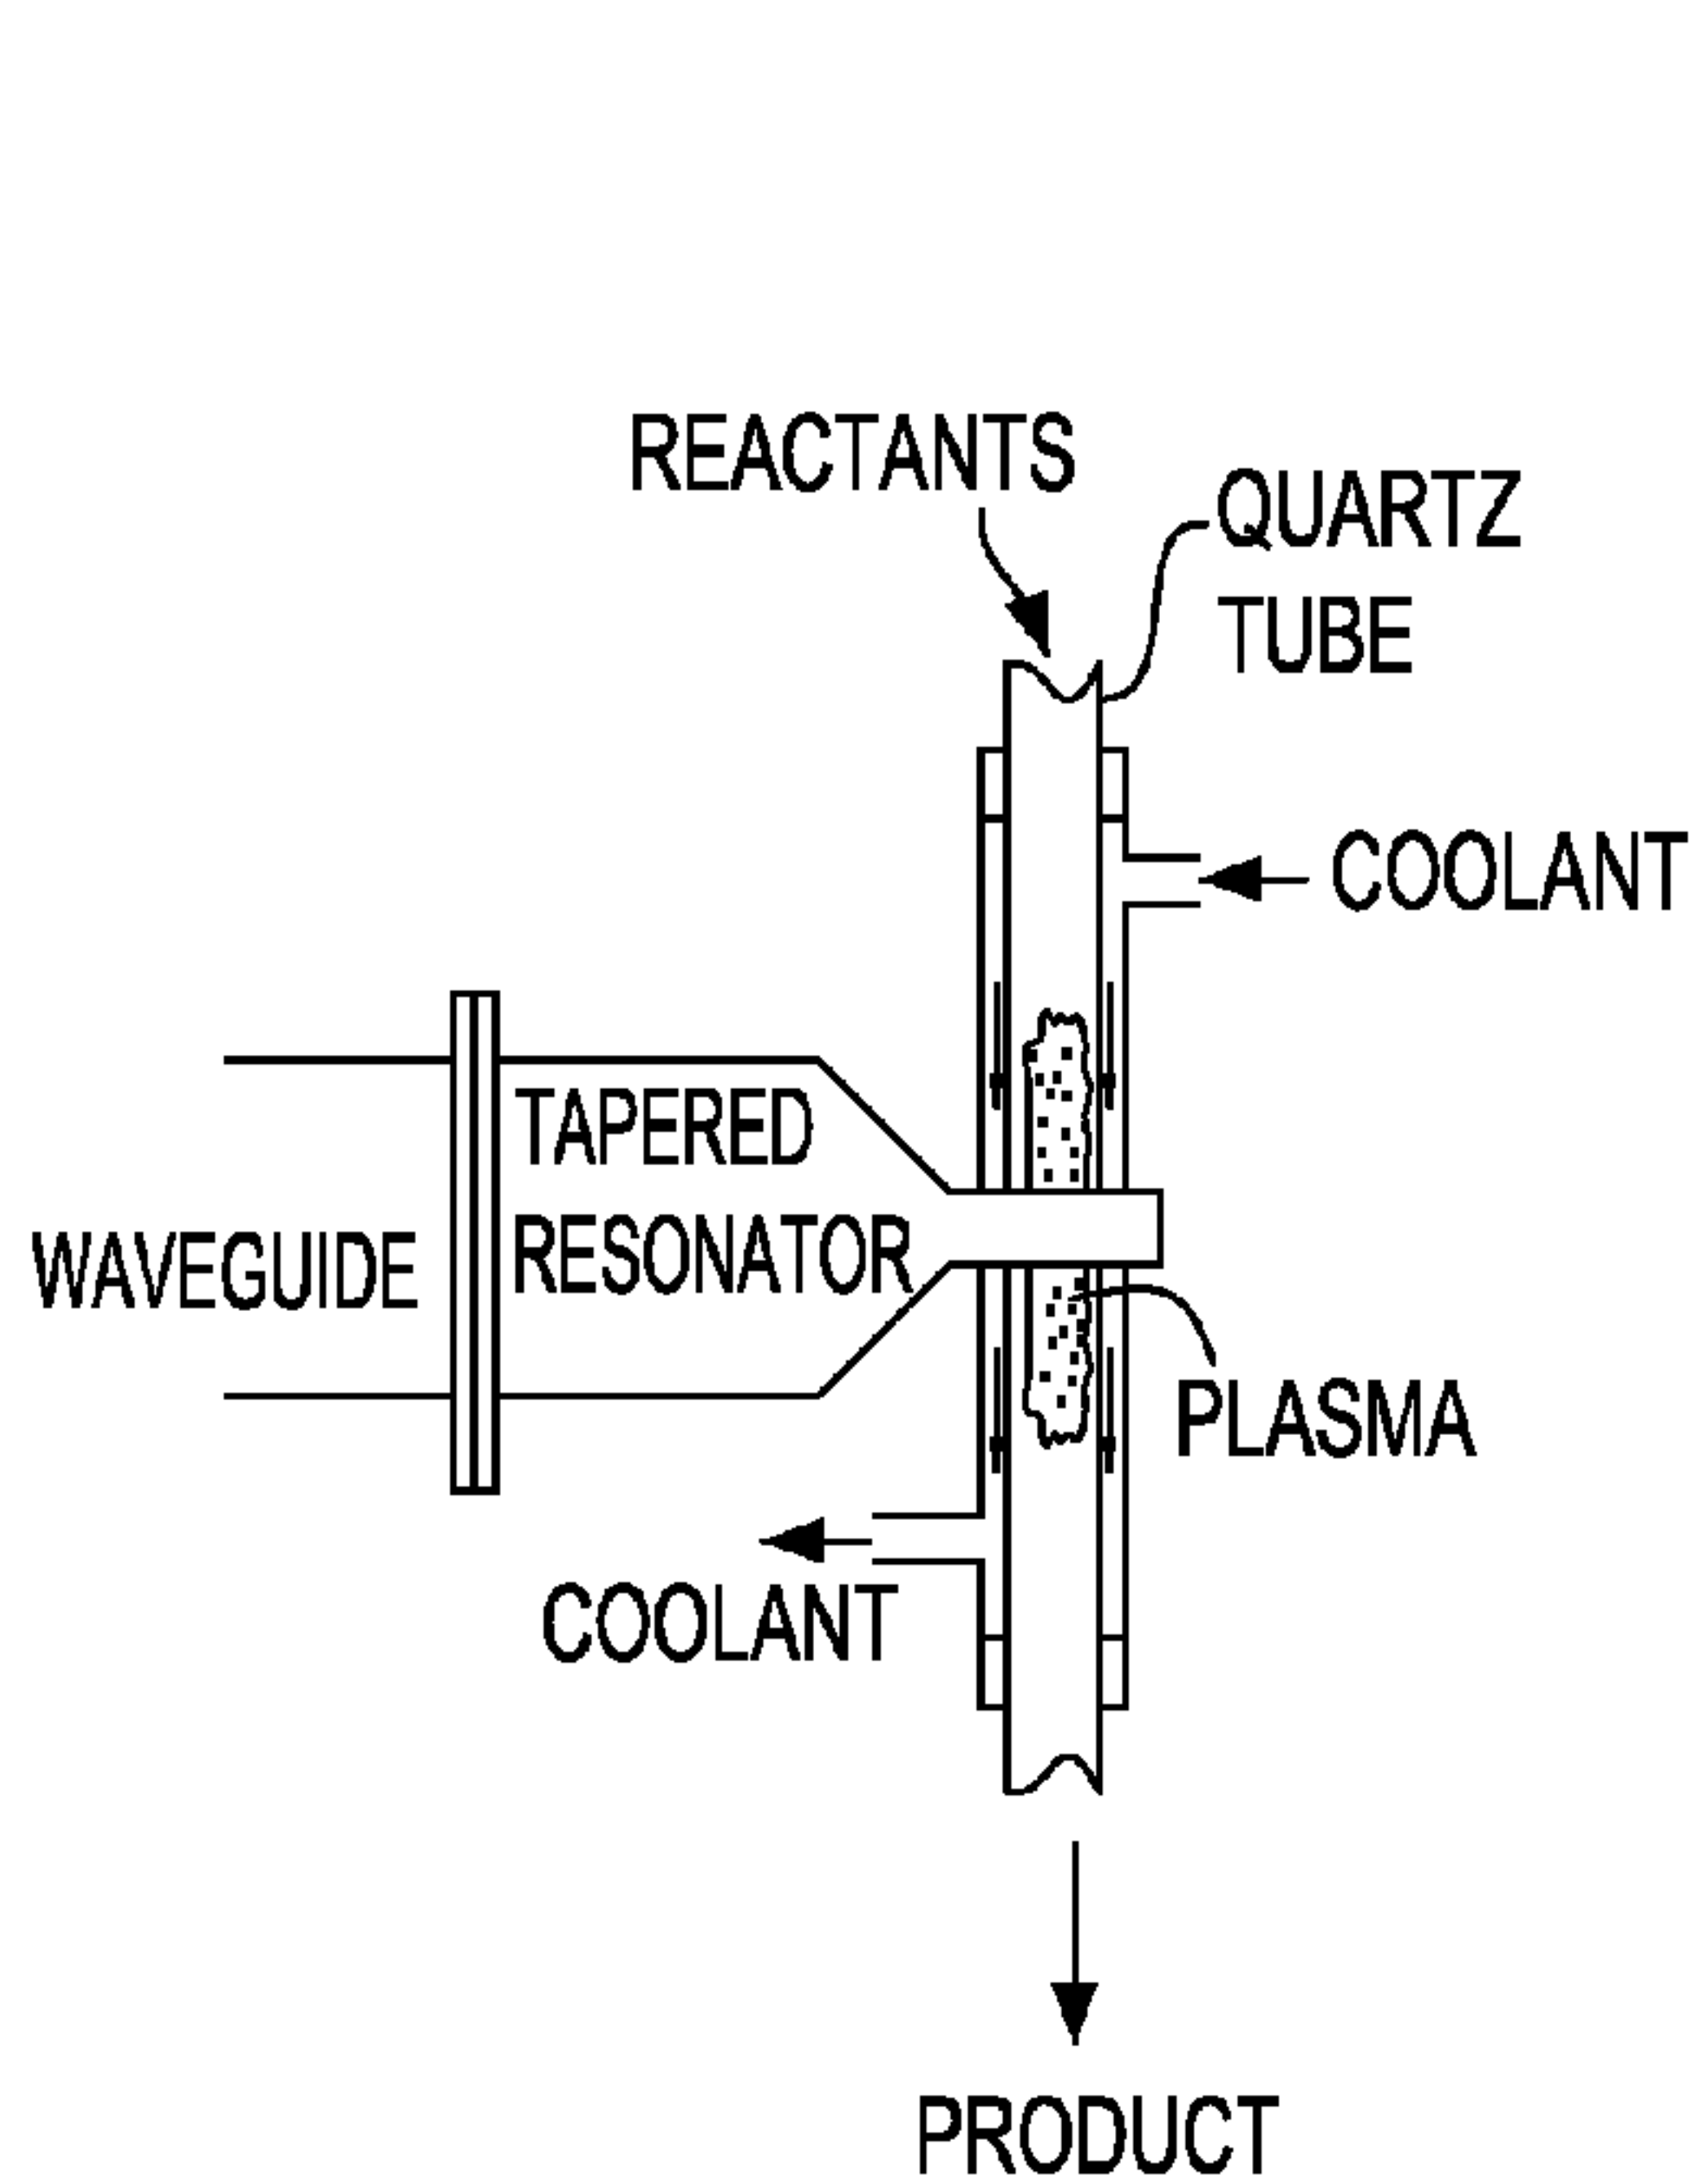 REACTANTS
QUARTZ
TUBE
COOLANT
TAPERED
RESONATOR
WAVEGUIDE
PLASMA
COOLANT
PRODUCT